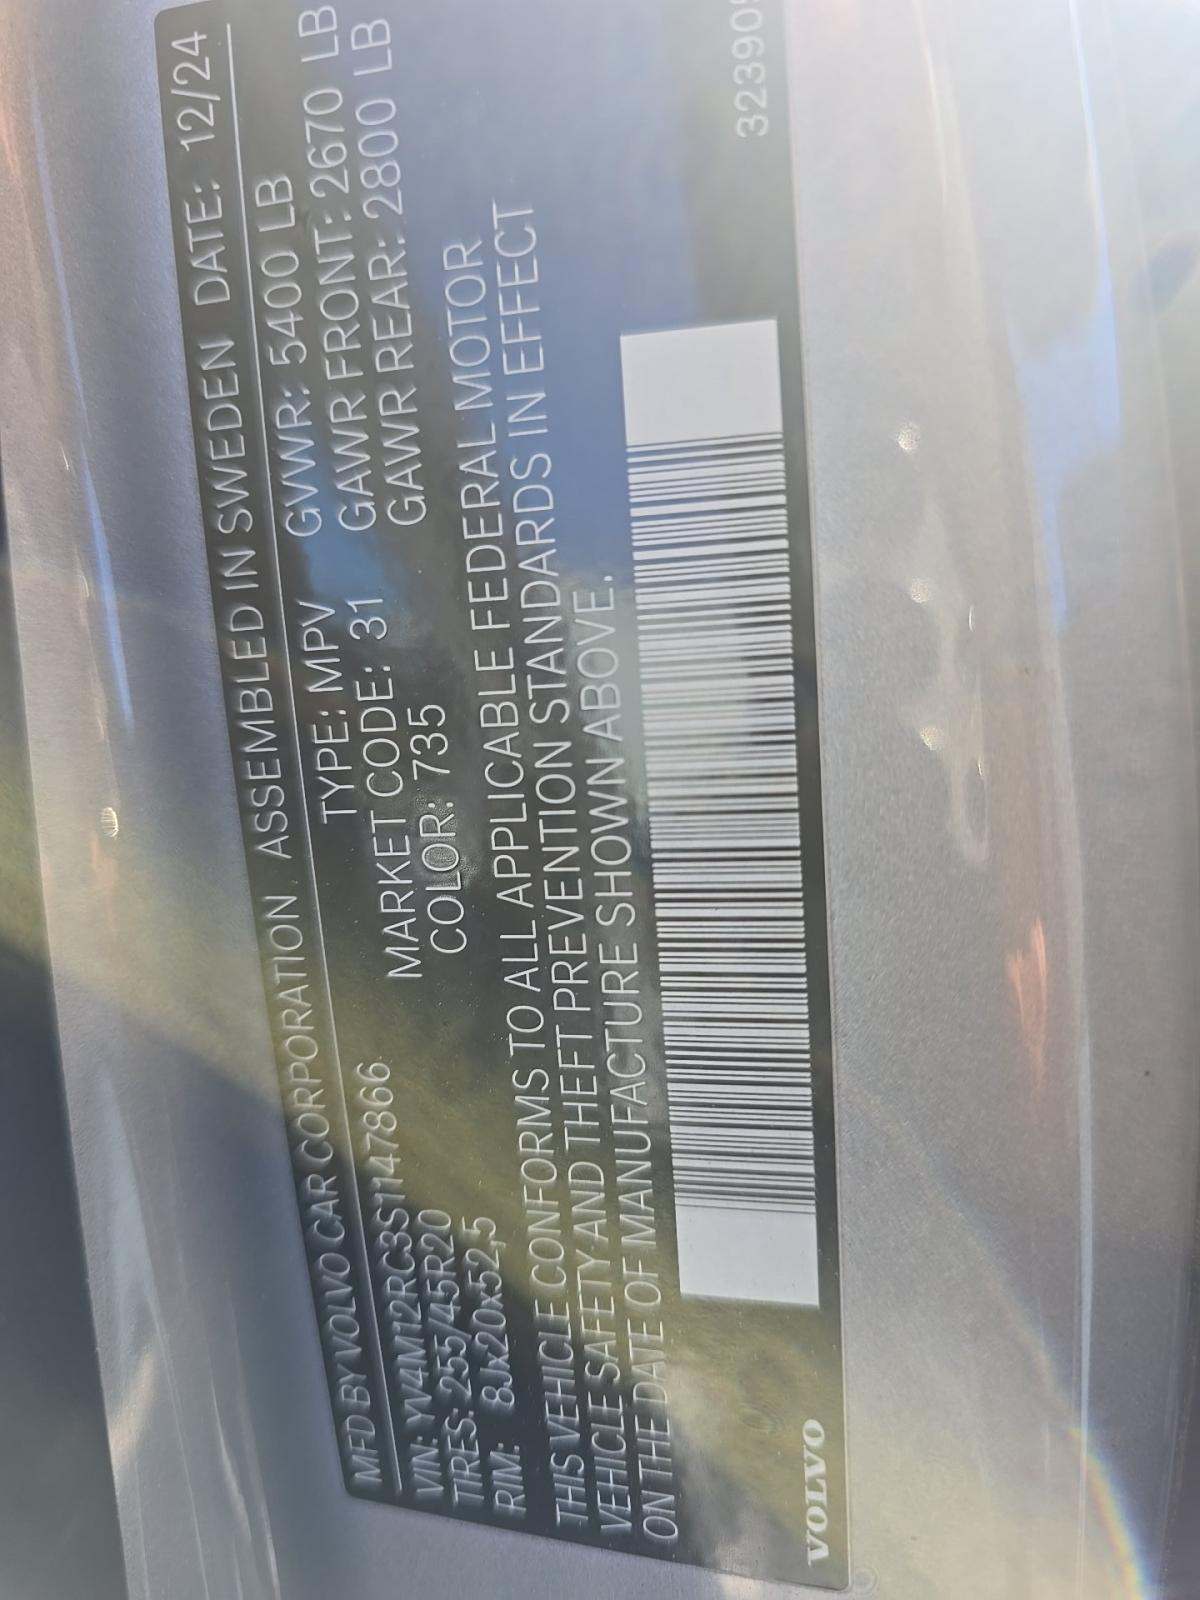 MFD BY VOLVO CAR CORPORATION ASSEMBLED IN SWEDEN DATE: 12/24
VIN: YV4M12RC3S1147866 TYPE: MPV GVWR: 5400 LB
TIRES: 255/45R20 MARKET CODE: 31 GAWR FRONT: 2670 LB
RIM: 8Jx20x52,5 COLOR: 735 GAWR REAR: 2800 LB
THIS VEHICLE CONFORMS TO ALL APPLICABLE FEDERAL MOTOR
VEHICLE SAFETY AND THEFT PREVENTION STANDARDS IN EFFECT
ON THE DATE OF MANUFACTURE SHOWN ABOVE.
VOLVO